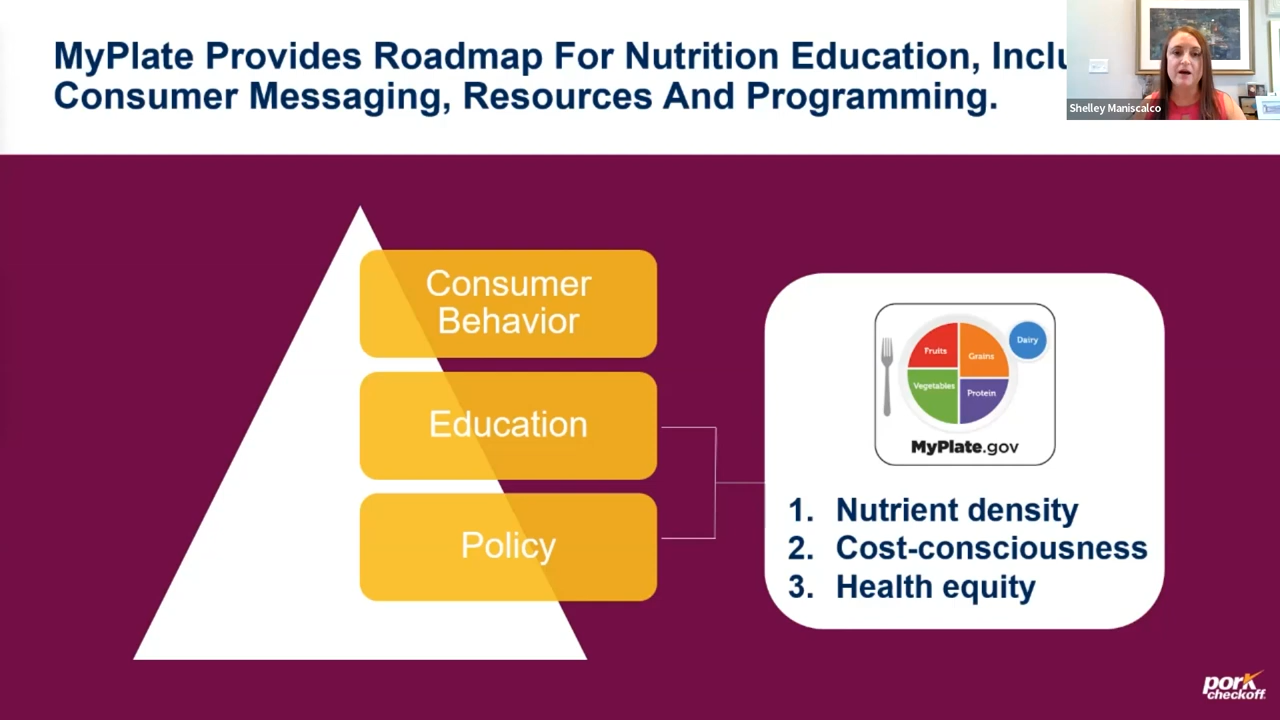 MyPlate Provides Roadmap For Nutrition Education,
Consumer Messaging, Resources And Programming.
Shelley Maniscalco
Consumer
Behavior
Education
Policy
Fruits
Grains
Dairy
Vegetables
Protein
MyPlate.gov
1. Nutrient density
2. Cost-consciousness
3. Health equity
pork
checkoff